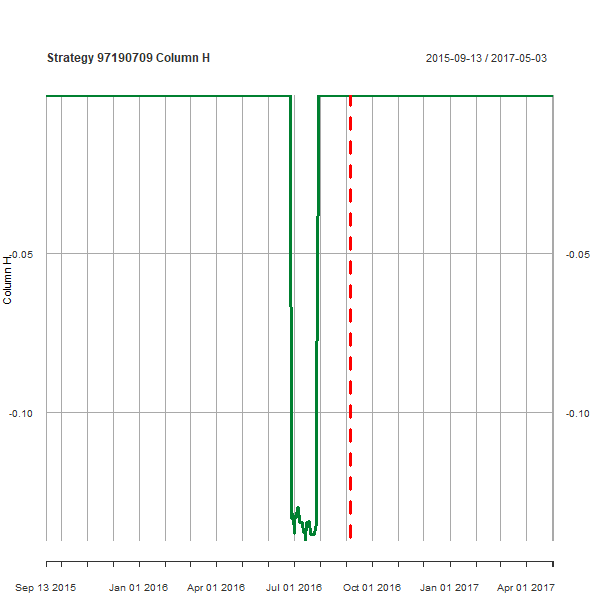 Strategy 97190709 Column H
2015-09-13 / 2017-05-03
Column H
-0.05
-0.05
-0.10
-0.10
Sep 13 2015 Jan 01 2016 Apr 01 2016 Jul 01 2016 Oct 01 2016 Jan 01 2017 Apr 01 2017